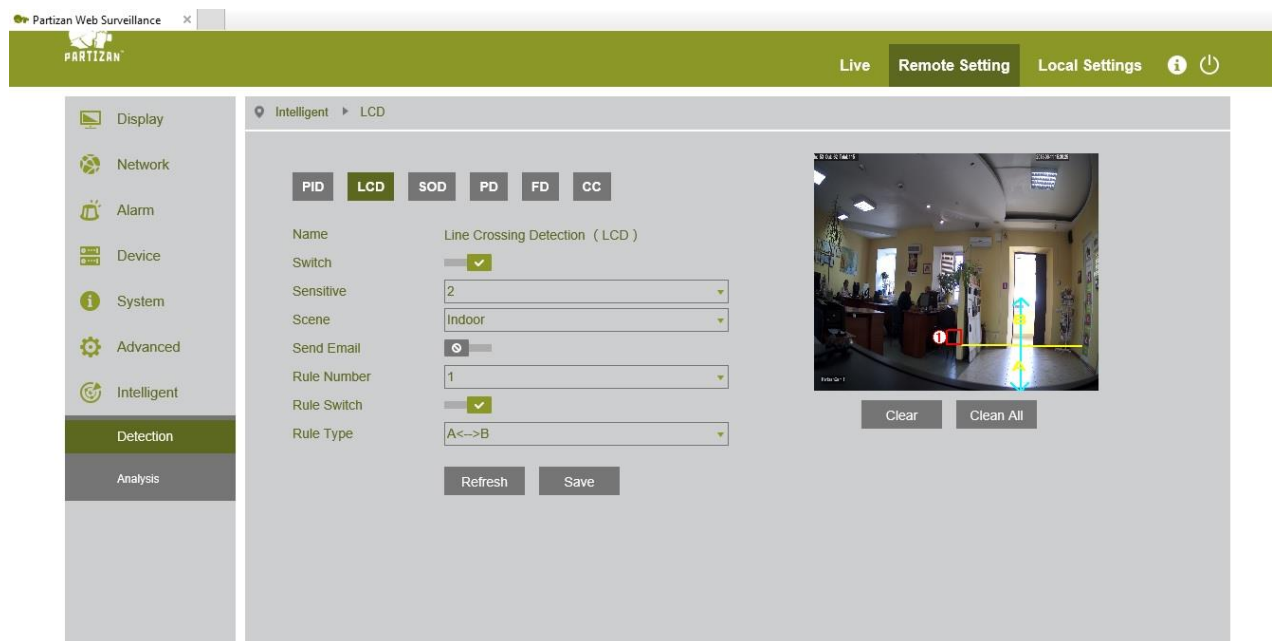 Partizan Web Surveillance
PARTIZAN
Live Remote Setting Local Settings
Display
Network
Alarm
Device
System
Advanced
Intelligent
Detection
Analysis
Intelligent LCD
PID LCD SOD PD FD CC
Name Line Crossing Detection ( LCD )
Switch
Sensitive 2
Scene Indoor
Send Email
Rule Number 1
Rule Switch
Rule Type A<-->B
Refresh Save
B
1
A
Clear Clean All